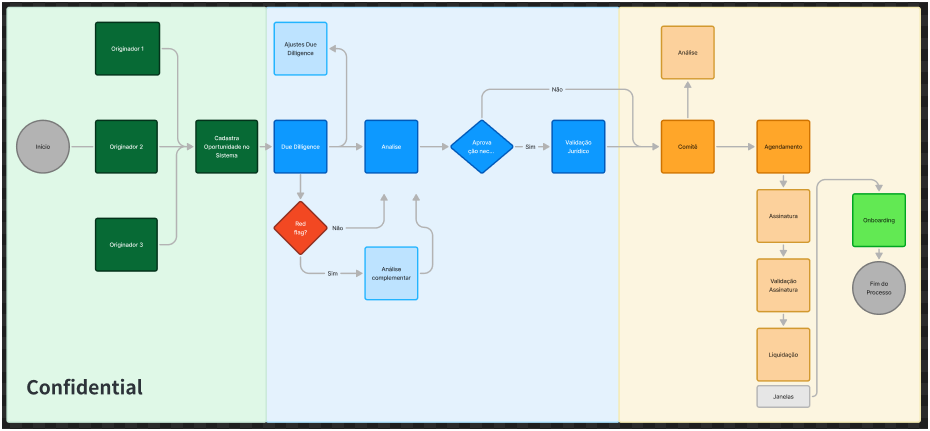 Originador 1
Início
Originador 2
Originador 3
Cadastra
Oportunidade no
Sistema
Confidential
Ajustes Due
Diligence
Due Diligence
Analise
Red
flag?
Não
Sim
Análise
complementar
Aprova
ção nec...
Sim
Não
Validação
Jurídico
Análise
Comitê
Agendamento
Assinatura
Validação
Assinatura
Liquidação
Janelas
Onboarding
Fim do
Processo